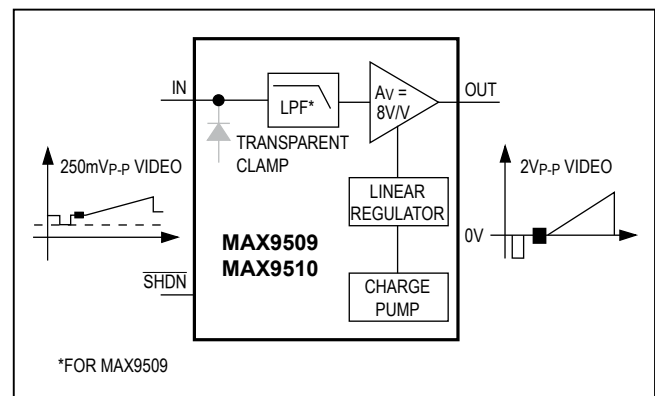 IN
LPF*
AV =
8V/V
OUT
TRANSPARENT
CLAMP
250mVP-P VIDEO
2VP-P VIDEO
LINEAR
REGULATOR
0V
MAX9509
MAX9510
SHDN
CHARGE
PUMP
*FOR MAX9509